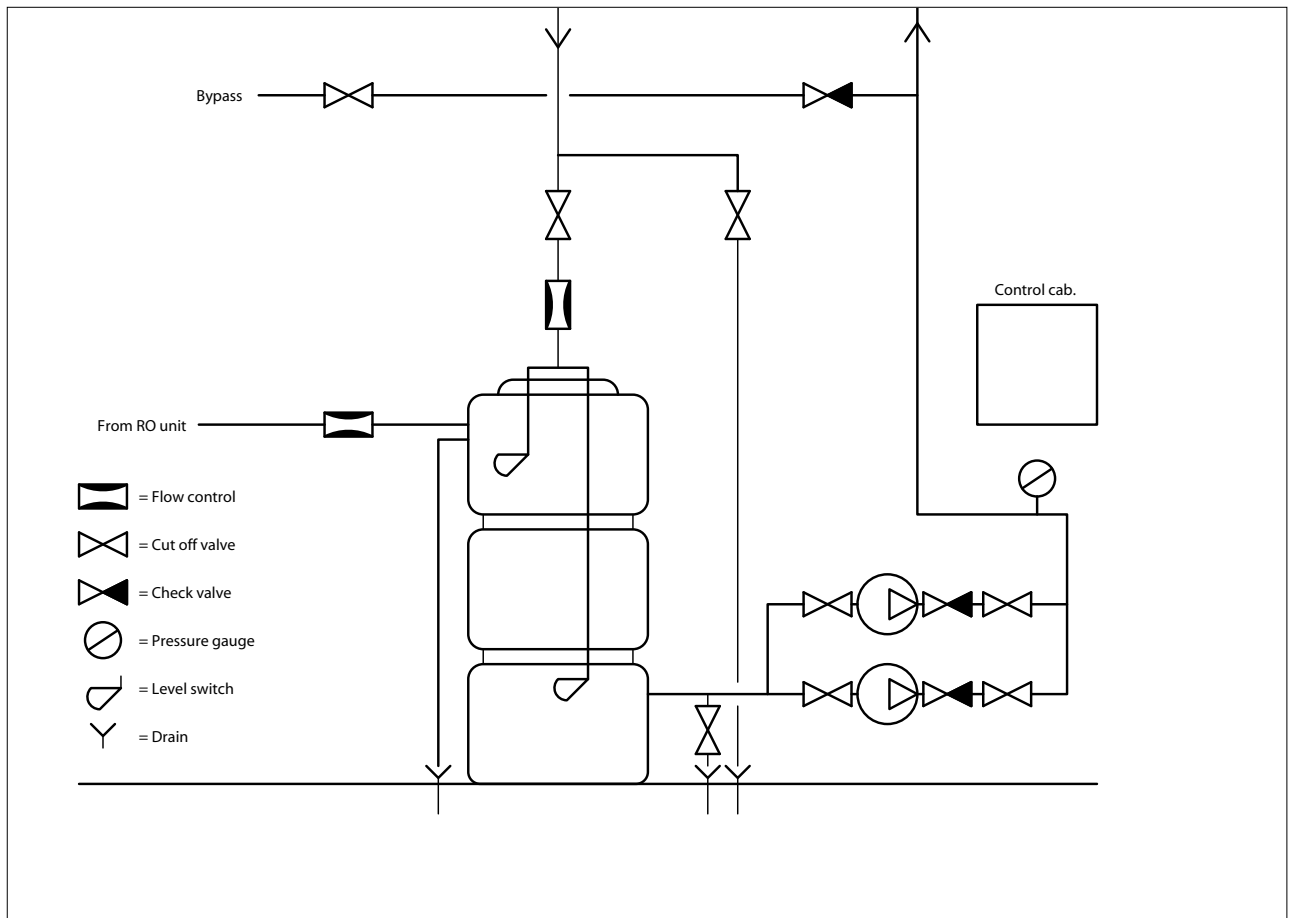 Bypass
Control cab.
From RO unit
= Flow control
= Cut off valve
= Check valve
= Pressure gauge
= Level switch
= Drain